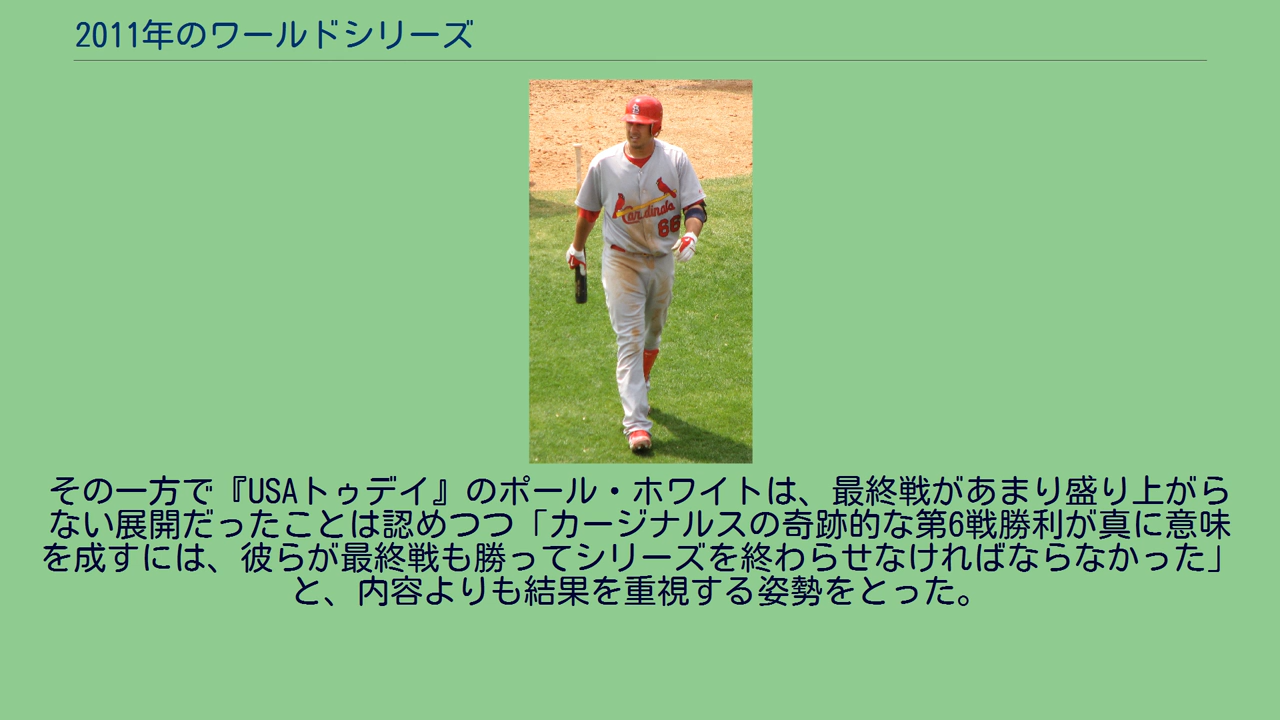 2011年のワールドシリーズ
Cardinals
66
その一方で『USAトゥデイ』のポール・ホワイトは、最終戦があまり盛り上がら
ない展開だったことは認めつつ「カージナルスの奇跡的な第6戦勝利が真に意味
を成すには、彼らが最終戦も勝ってシリーズを終わらせなければならなかった」
と、内容よりも結果を重視する姿勢をとった。